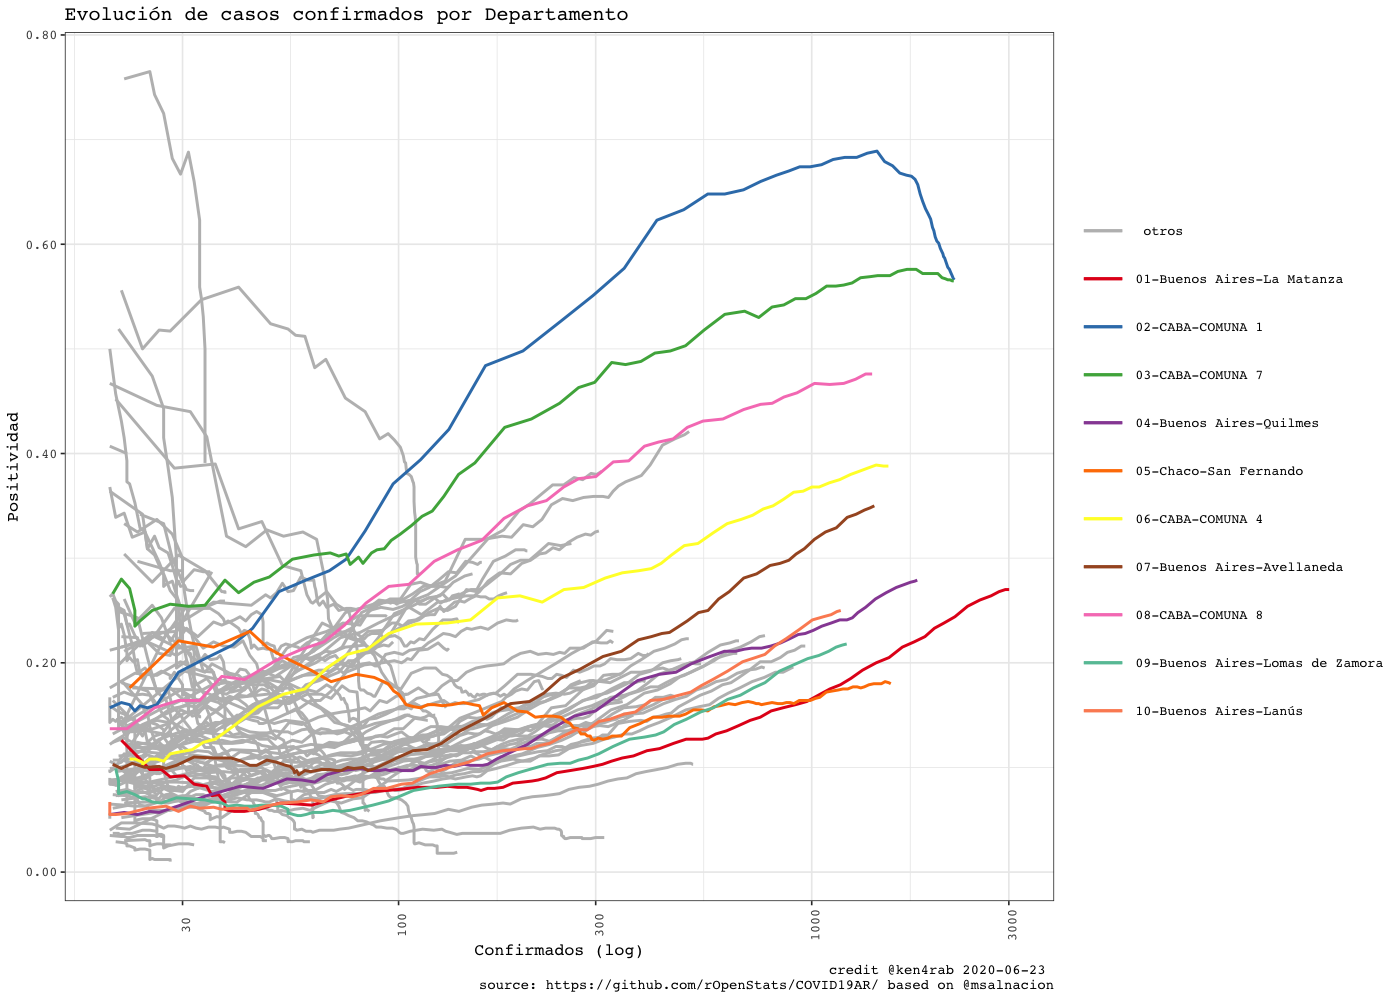 Evolución de casos confirmados por Departamento
Positividad
0.80
0.60
0.40
0.20
0.00
30
100
300
1000
3000
Confirmados (log)
otros
01-Buenos Aires-La Matanza
02-CABA-COMUNA 1
03-CABA-COMUNA 7
04-Buenos Aires-Quilmes
05-Chaco-San Fernando
06-CABA-COMUNA 4
07-Buenos Aires-Avellaneda
08-CABA-COMUNA 8
09-Buenos Aires-Lomas de Zamora
10-Buenos Aires-Lanús
credit @ken4rab 2020-06-23
source: https://github.com/rOpenStats/COVID19AR/ based on @msalnacion